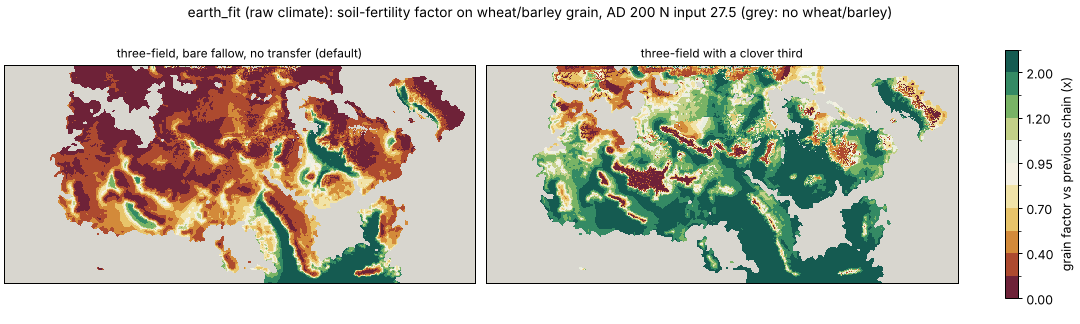 earth_fit (raw climate): soil-fertility factor on wheat/barley grain, AD 200 N input 27.5 (grey: no wheat/barley)
three-field, bare fallow, no transfer (default)
three-field with a clover third
2.00
1.20
0.95
0.70
0.40
0.00
grain factor vs previous chain (x)